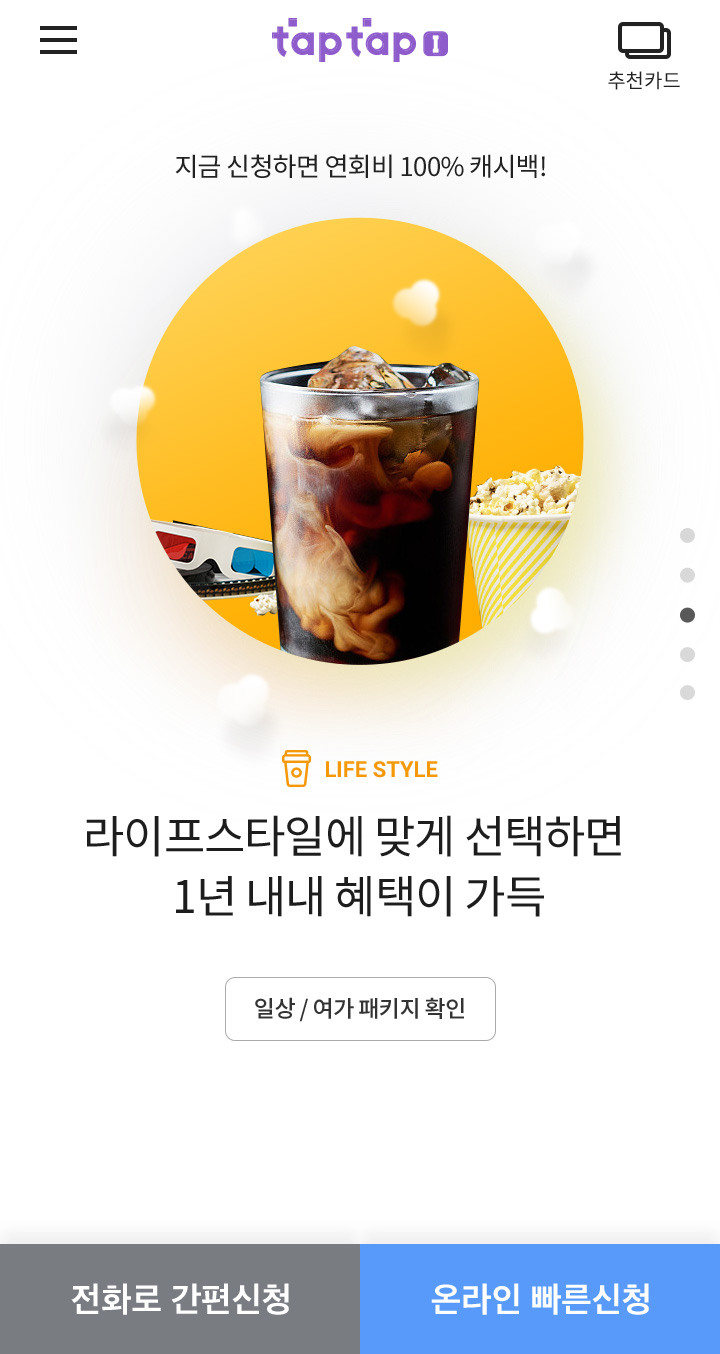 taptap I
추천카드
지금 신청하면 연회비 100% 캐시백!
LIFE STYLE
라이프스타일에 맞게 선택하면
1년 내내 혜택이 가득
일상 / 여가 패키지 확인
전화로 간편신청
온라인 빠른신청